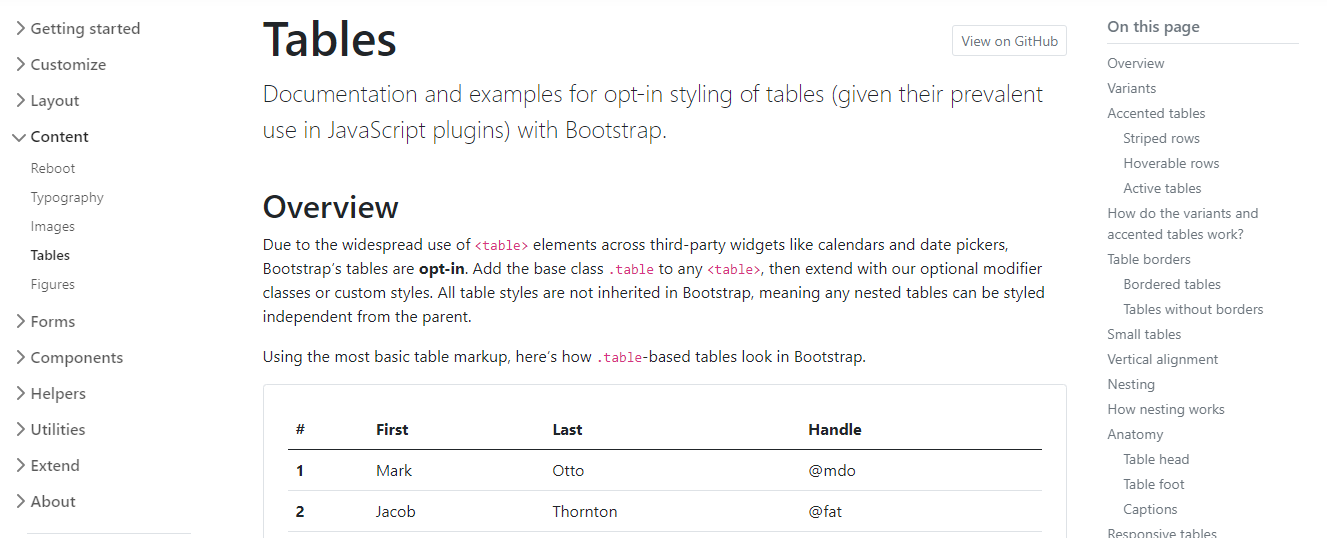 Getting started
Customize
Layout
Content
Reboot
Typography
Images
Tables
Figures
Forms
Components
Helpers
Utilities
Extend
About
Tables
View on GitHub
Documentation and examples for opt-in styling of tables (given their prevalent
use in JavaScript plugins) with Bootstrap.
Overview
Due to the widespread use of <table> elements across third-party widgets like calendars and date pickers,
Bootstrap’s tables are opt-in. Add the base class .table to any <table>, then extend with our optional modifier
classes or custom styles. All table styles are not inherited in Bootstrap, meaning any nested tables can be styled
independent from the parent.
Using the most basic table markup, here’s how .table-based tables look in Bootstrap.
# First Last Handle
1 Mark Otto @mdo
2 Jacob Thornton @fat
On this page
Overview
Variants
Accented tables
Striped rows
Hoverable rows
Active tables
How do the variants and
accented tables work?
Table borders
Bordered tables
Tables without borders
Small tables
Vertical alignment
Nesting
How nesting works
Anatomy
Table head
Table foot
Captions
Responsive tables